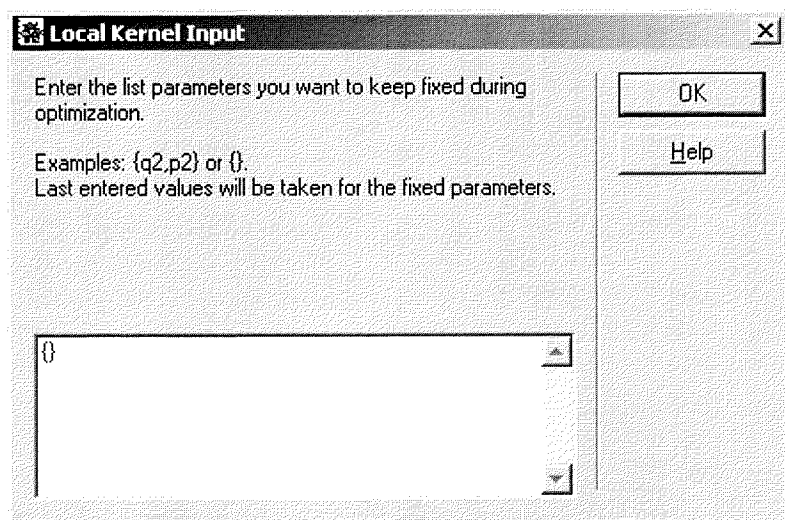 Local Kernel Input
Enter the list parameters you want to keep fixed during
optimization.
Examples: {q2,p2} or {}.
Last entered values will be taken for the fixed parameters.
OK
Help
{}